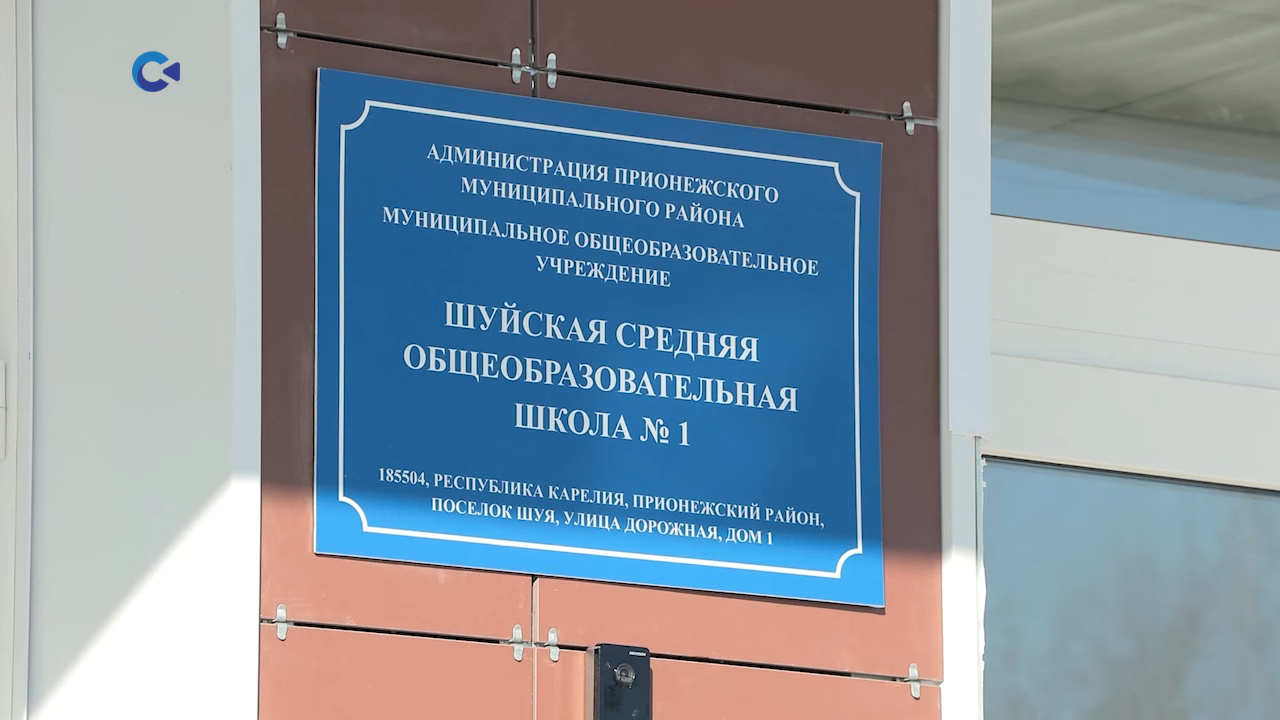 АДМИНИСТРАЦИЯ ПРИОНЕЖСКОГО
МУНИЦИПАЛЬНОГО РАЙОНА
МУНИЦИПАЛЬНОЕ ОБЩЕОБРАЗОВАТЕЛЬНОЕ
УЧРЕЖДЕНИЕ
ШУЙСКАЯ СРЕДНЯЯ
ОБЩЕОБРАЗОВАТЕЛЬНАЯ
ШКОЛА № 1
185504, РЕСПУБЛИКА КАРЕЛИЯ, ПРИОНЕЖСКИЙ РАЙОН,
ПОСЕЛОК ШУЯ, УЛИЦА ДОРОЖНАЯ, ДОМ 1
HIKVISION